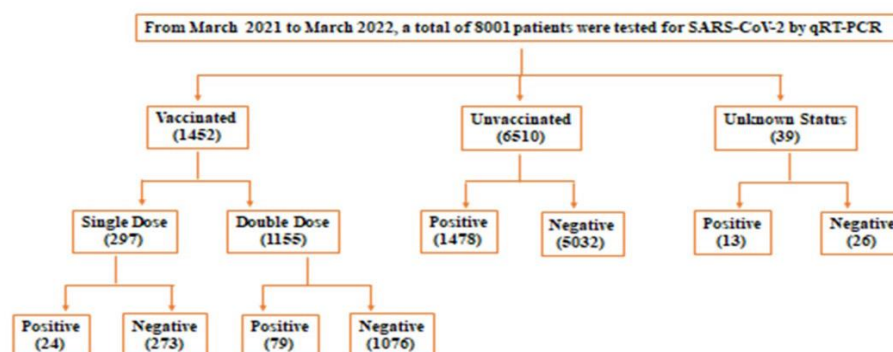 From March 2021 to March 2022, a total of 8001 patients were tested for SARS-CoV-2 by qRT-PCR
Vaccinated
(1452)
Unvaccinated
(6510)
Unknown Status
(39)
Single Dose
(297)
Double Dose
(1155)
Positive
(1478)
Negative
(5032)
Positive
(13)
Negative
(26)
Positive
(24)
Negative
(273)
Positive
(79)
Negative
(1076)